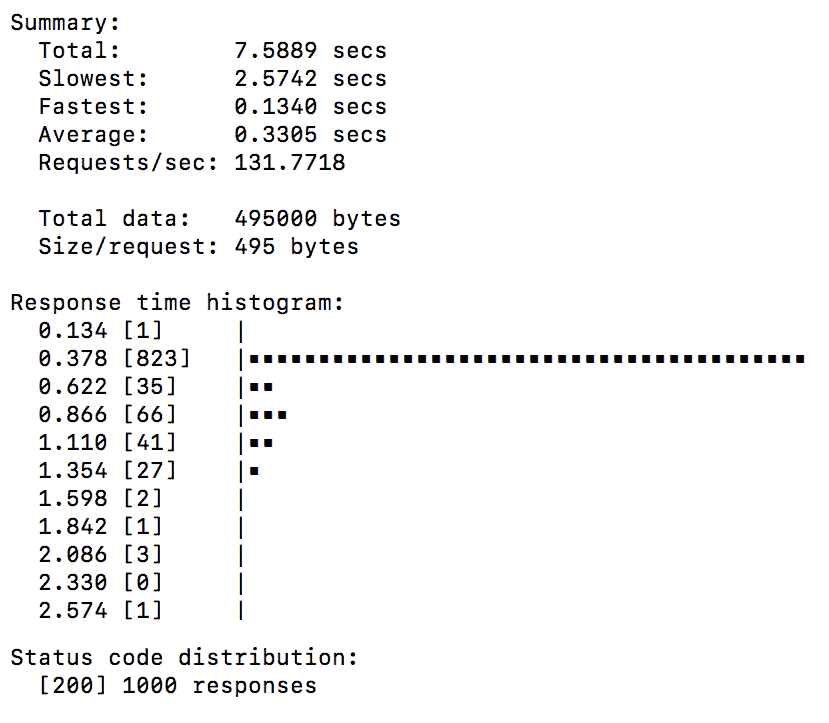 Summary:
  Total:        7.5889 secs
  Slowest:      2.5742 secs
  Fastest:      0.1340 secs
  Average:      0.3305 secs
  Requests/sec: 131.7718

  Total data:   495000 bytes
  Size/request: 495 bytes

Response time histogram:
  0.134 [1]     |
  0.378 [823]   |▪▪▪▪▪▪▪▪▪▪▪▪▪▪▪▪▪▪▪▪▪▪▪▪▪▪▪▪▪▪▪▪▪▪▪▪▪▪▪▪
  0.622 [35]    |▪▪
  0.866 [66]    |▪▪▪
  1.110 [41]    |▪▪
  1.354 [27]    |▪
  1.598 [2]     |
  1.842 [1]     |
  2.086 [3]     |
  2.330 [0]     |
  2.574 [1]     |

Status code distribution:
  [200] 1000 responses